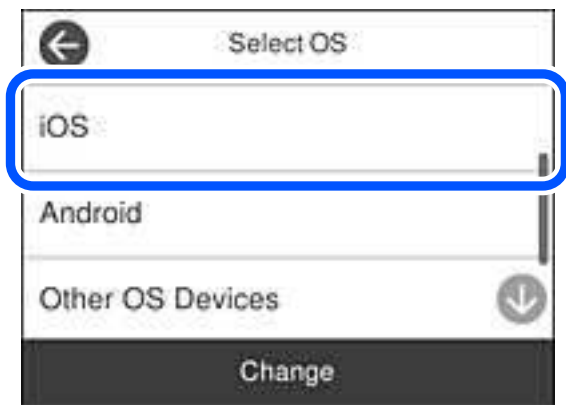 Select OS
iOS
Android
Other OS Devices
Change